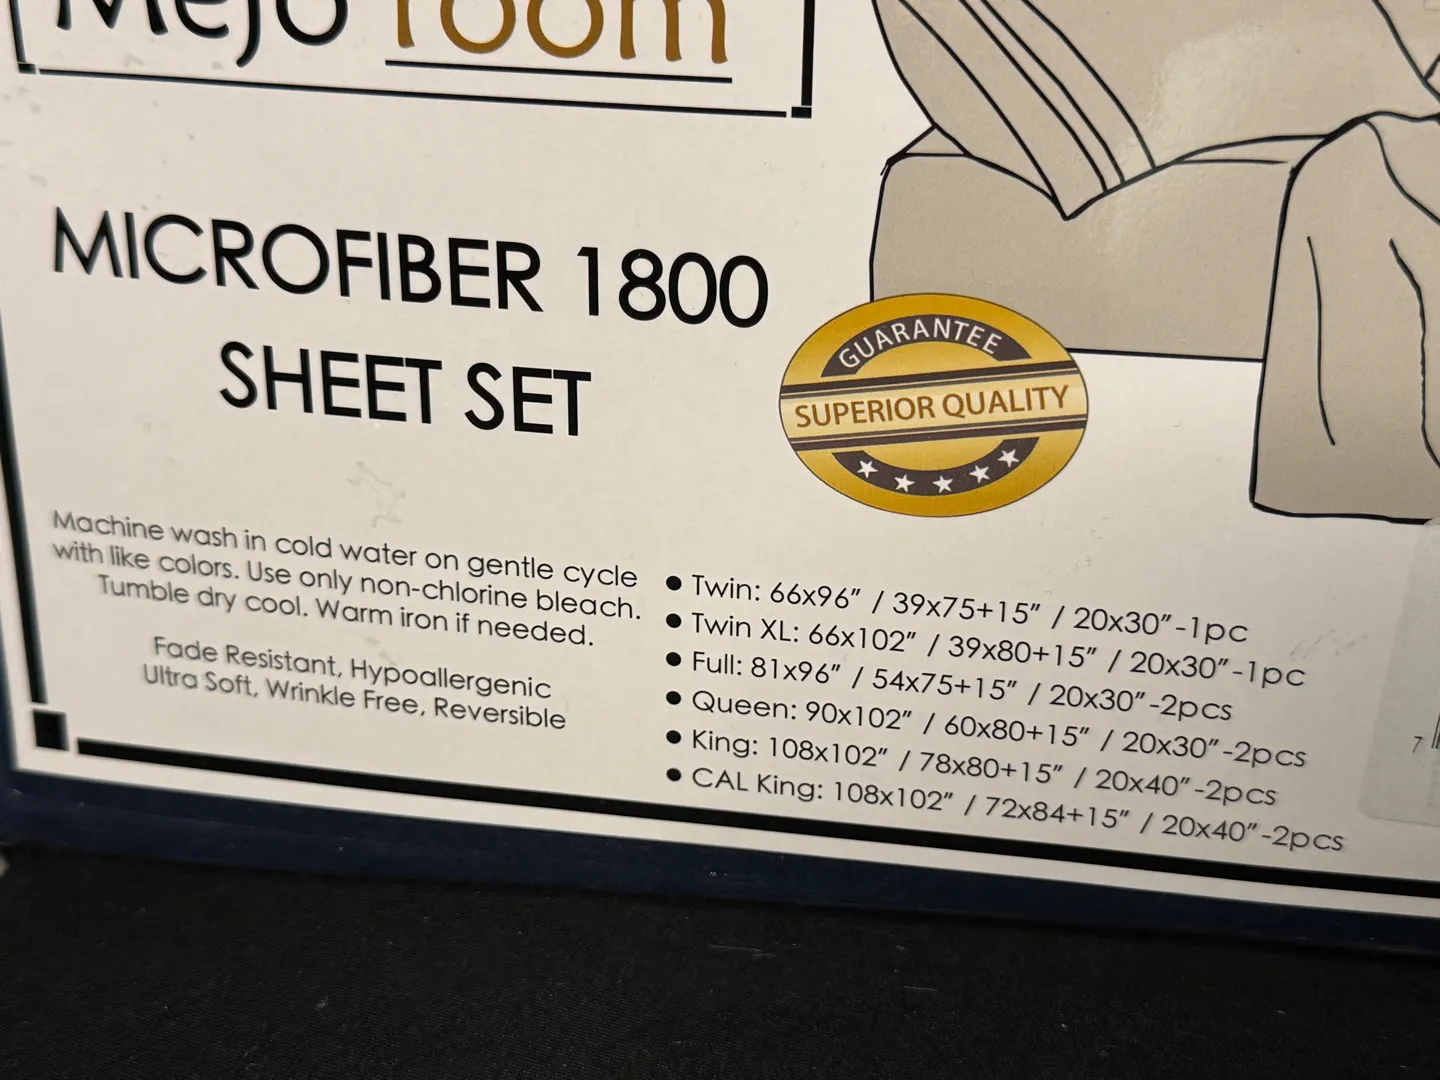 Mejo room
MICROFIBER 1800
SHEET SET
GUARANTEE
SUPERIOR QUALITY
Machine wash in cold water on gentle cycle
with like colors. Use only non-chlorine bleach.
Tumble dry cool. Warm iron if needed.
Fade Resistant, Hypoallergenic
Ultra Soft, Wrinkle Free, Reversible
● Twin: 66x96” / 39x75+15” / 20x30”-1pc
● Twin XL: 66x102” / 39x80+15” / 20x30”-1pc
● Full: 81x96” / 54x75+15” / 20x30”-2pcs
● Queen: 90x102” / 60x80+15” / 20x30”-2pcs
● King: 108x102” / 78x80+15” / 20x40”-2pcs
● CAL King: 108x102” / 72x84+15” / 20x40”-2pcs
7